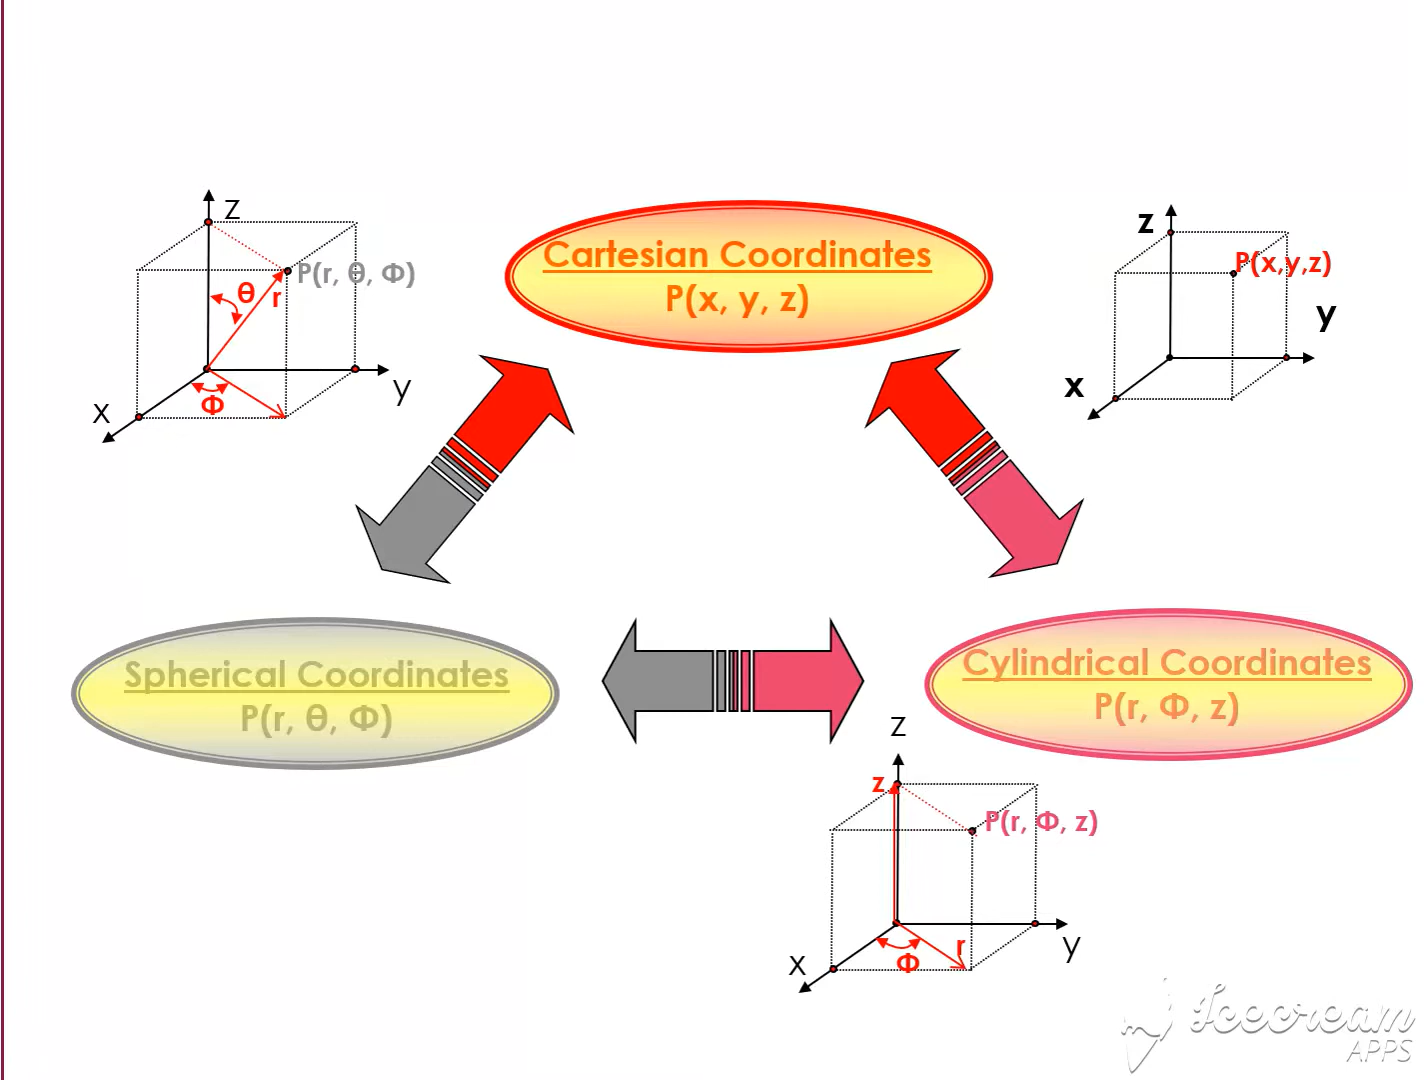 Z
P(r, θ, Φ)
θ
r
Φ
X
y
Cartesian Coordinates
P(x, y, z)
z
P(x,y,z)
y
x
Spherical Coordinates
P(r, θ, Φ)
Cylindrical Coordinates
P(r, Φ, z)
Z
z
P(r, Φ, z)
r
Φ
X
y
Icecream
APPS